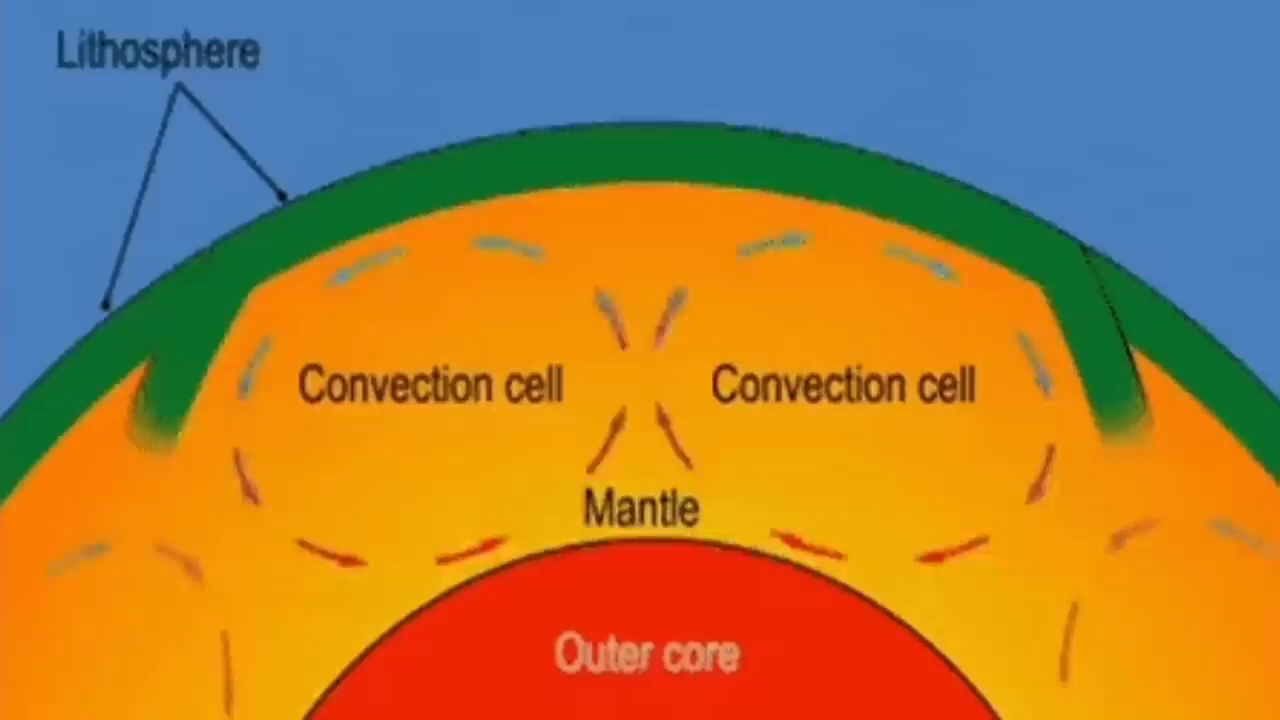 Lithosphere
Convection cell
Convection cell
Mantle
Outer core